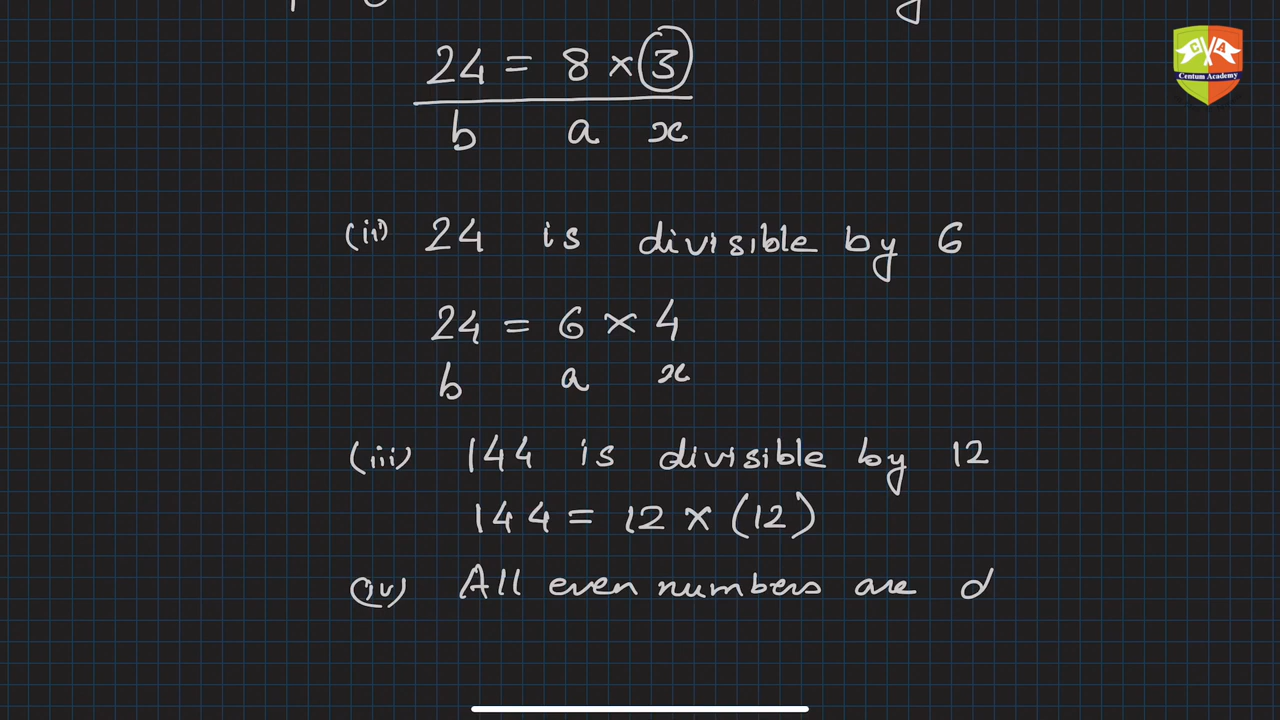 24 = 8 × 3
b a x
(ii) 24 is divisible by 6
24 = 6 × 4
b a x
(iii) 144 is divisible by 12
144 = 12 × (12)
(iv) All even numbers are d
C A
Centum Academy